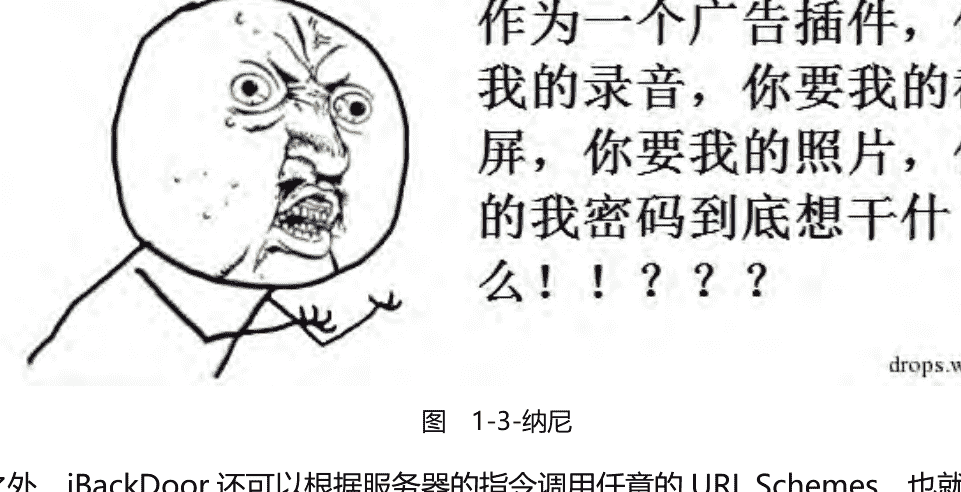 作为一个广告插件，
我的录音，你要我的
屏，你要我的照片，
的我密码到底想干什
么！！？？？
drops.w
图 1-3-纳尼
外 iBackDoor 还可以根据服务器的指令调用任意的 URL Schemes 也就